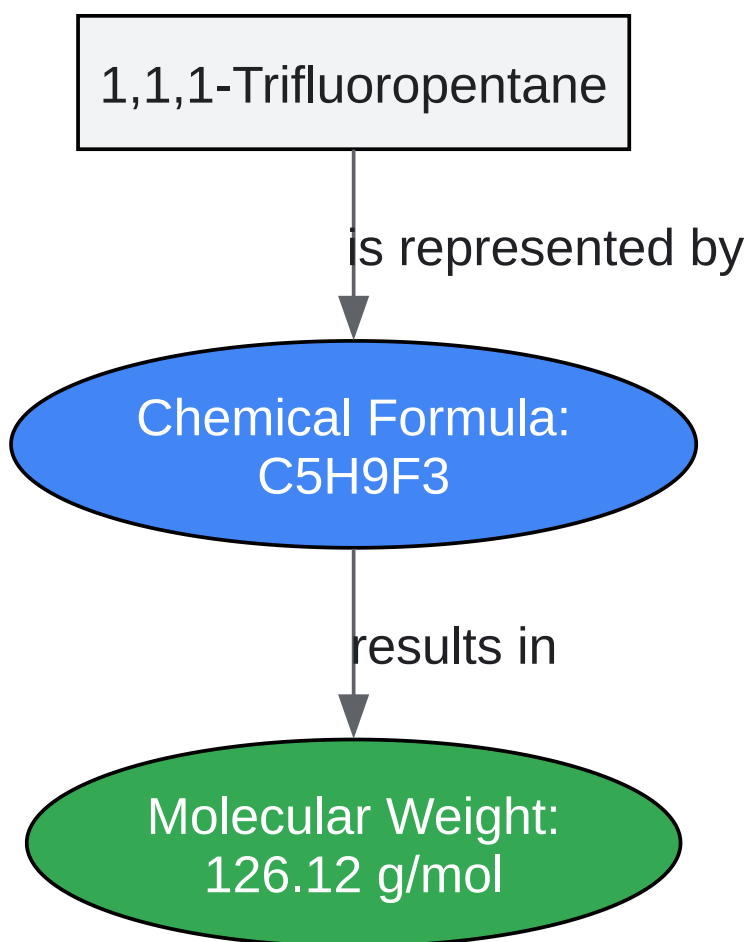 1,1,1-Trifluoropentane
is represented by
Chemical Formula:
C5H9F3
results in
Molecular Weight:
126.12 g/mol